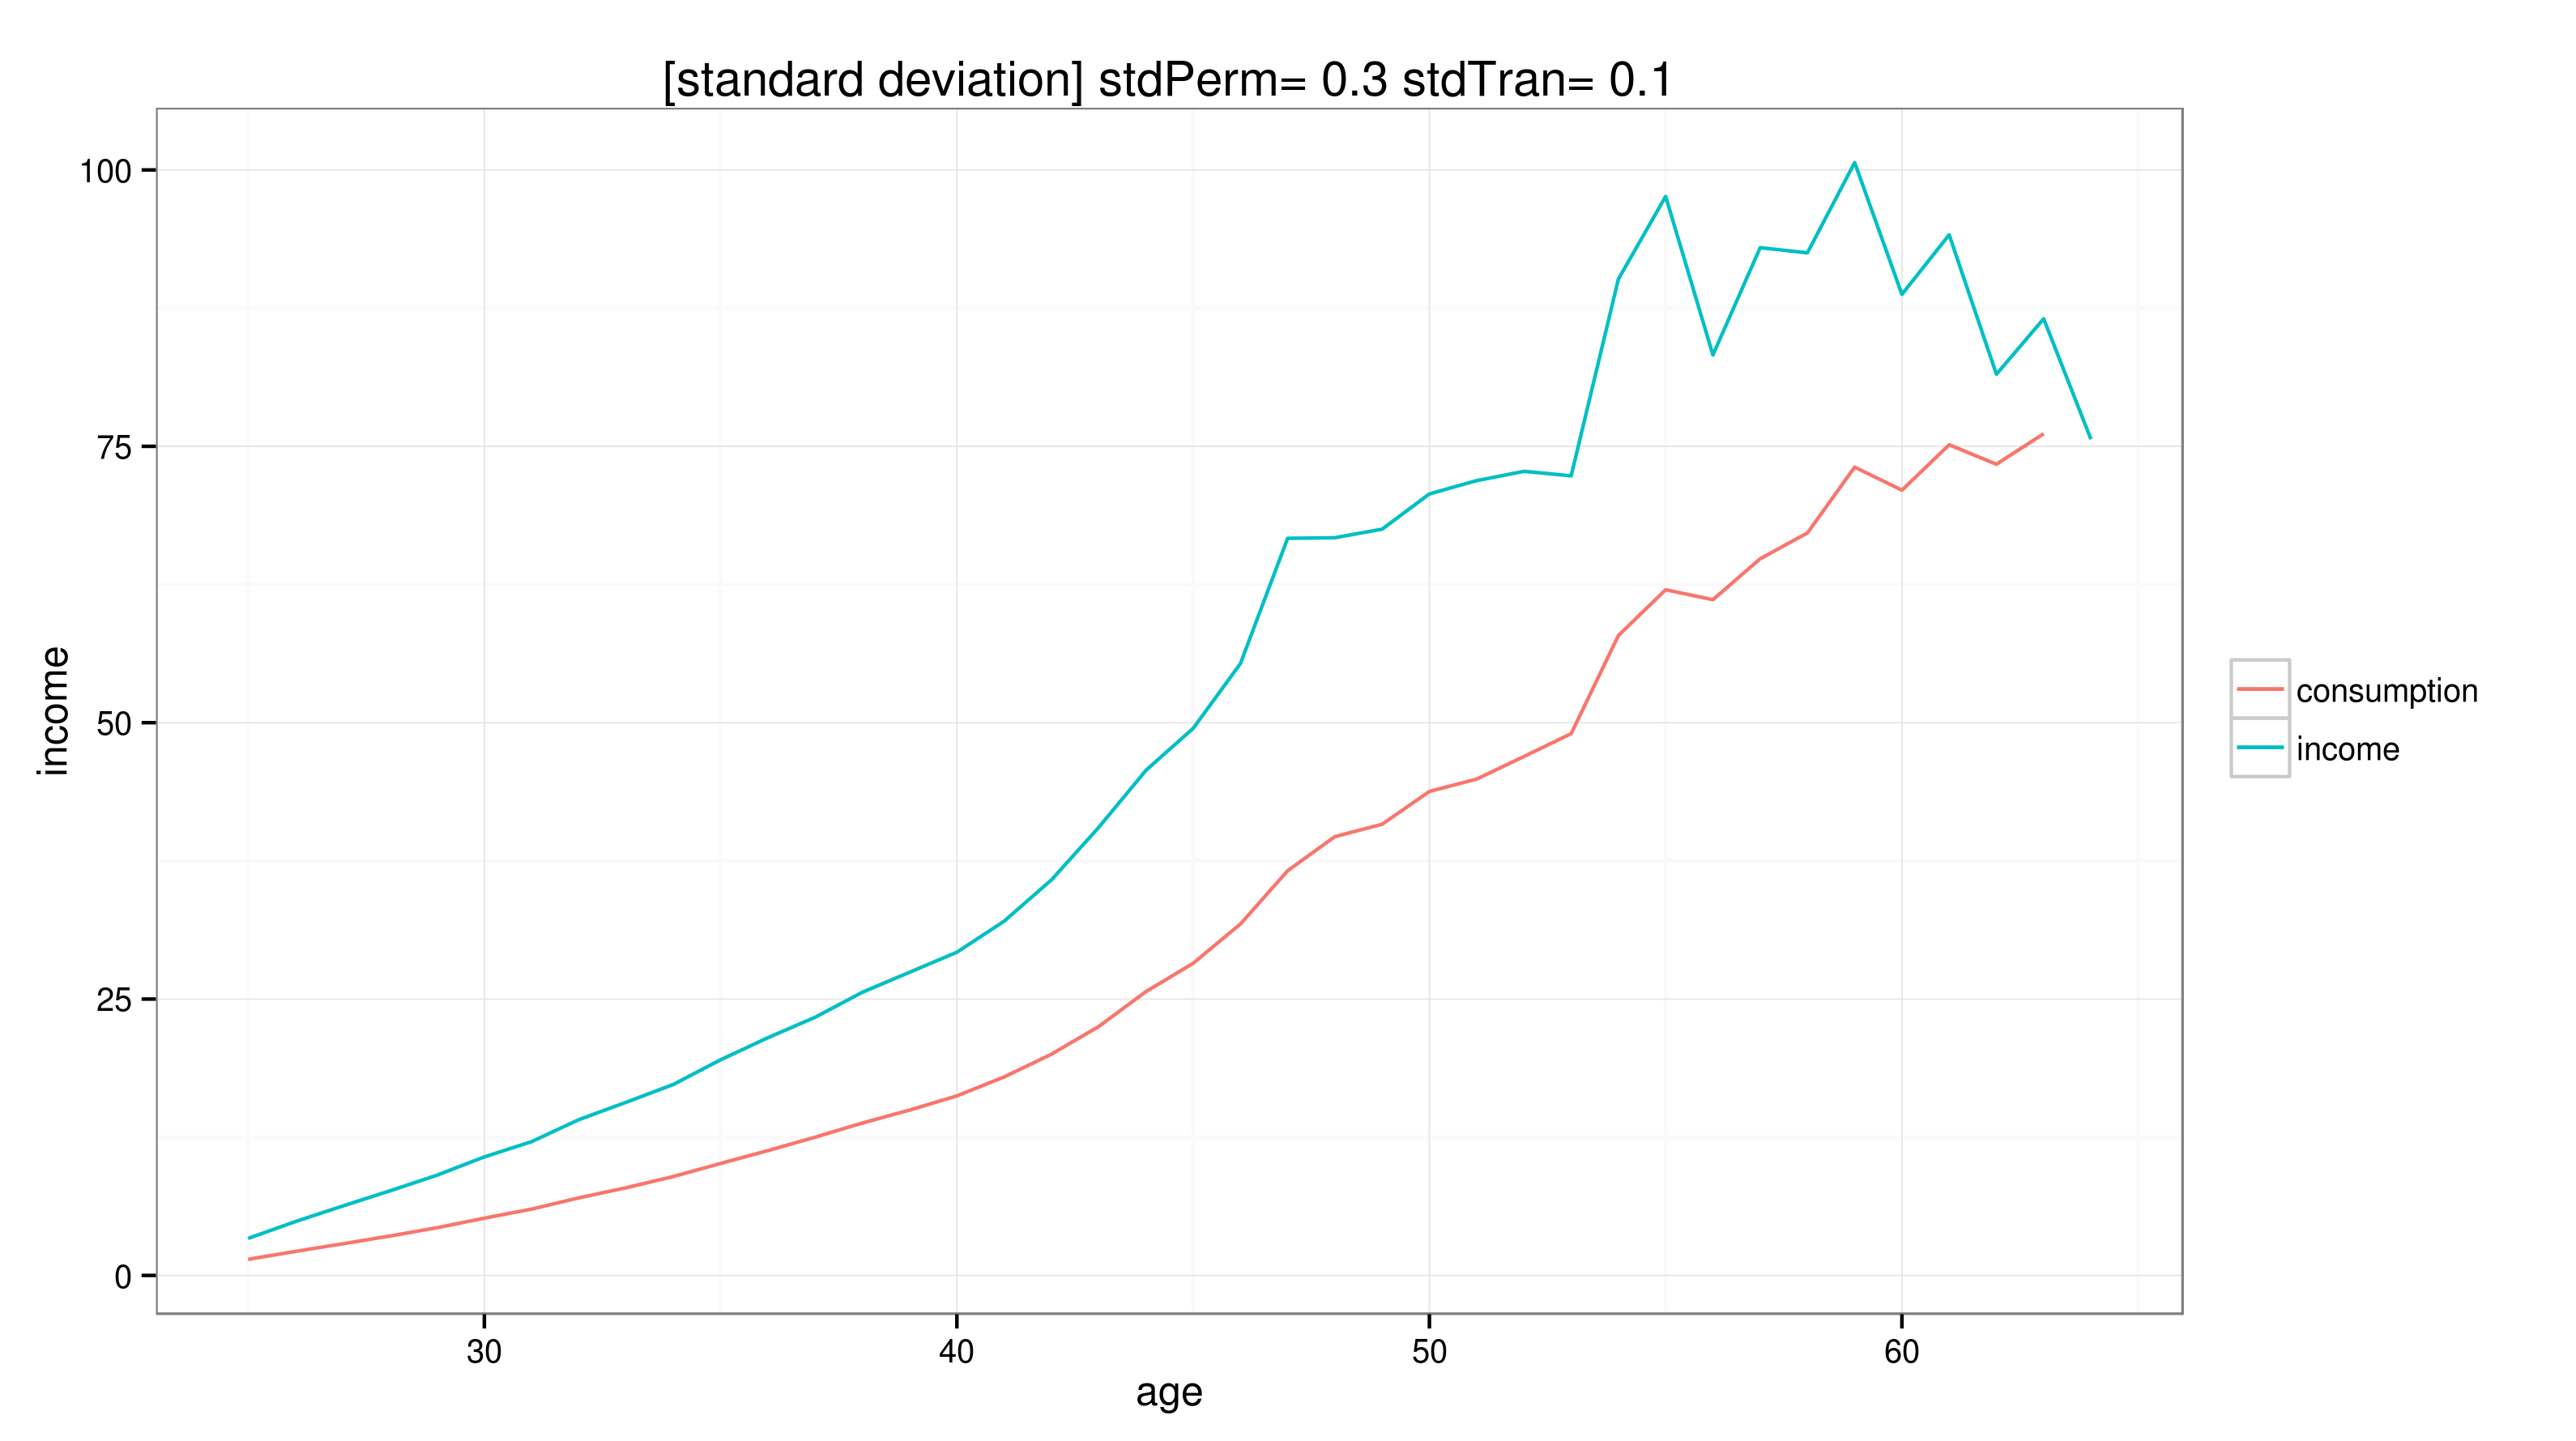 [standard deviation] stdPerm= 0.3 stdTran= 0.1
100
75
50
25
0
income
30
40
50
60
age
consumption
income